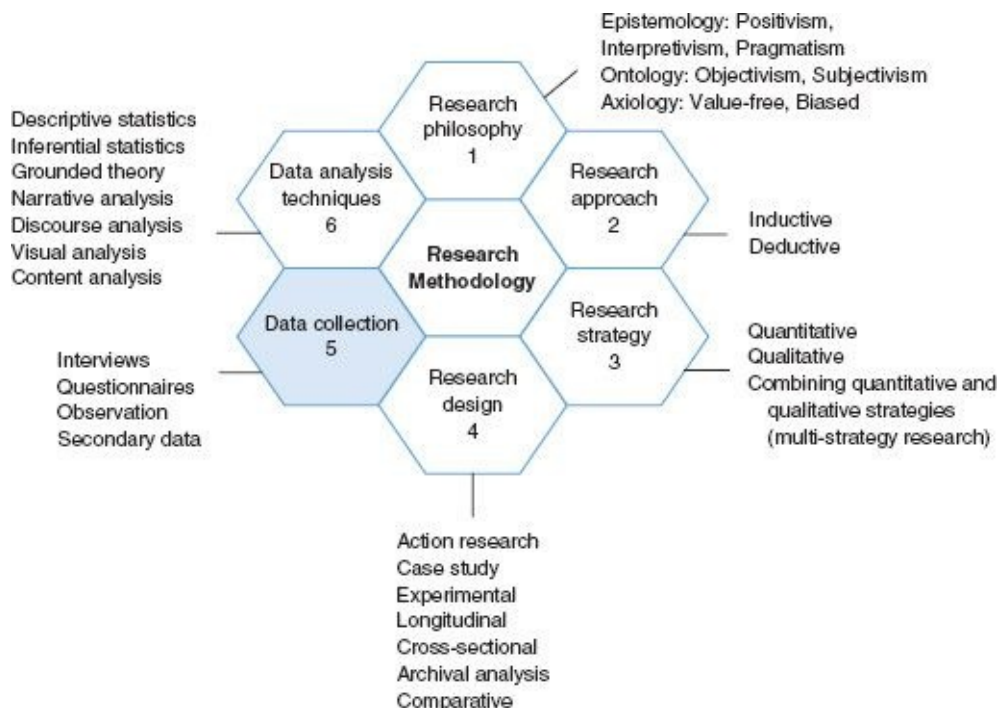 Epistemology: Positivism,
Interpretivism, Pragmatism
Ontology: Objectivism, Subjectivism
Axiology: Value-free, Biased
Research
philosophy
1
Descriptive statistics
Inferential statistics
Grounded theory
Narrative analysis
Discourse analysis
Visual analysis
Content analysis
Data analysis
techniques
6
Research
approach
2
Inductive
Deductive
Research
Methodology
Data collection
5
Research
strategy
3
Quantitative
Qualitative
Combining quantitative and
qualitative strategies
(multi-strategy research)
Interviews
Questionnaires
Observation
Secondary data
Research
design
4
Action research
Case study
Experimental
Longitudinal
Cross-sectional
Archival analysis
Comparative